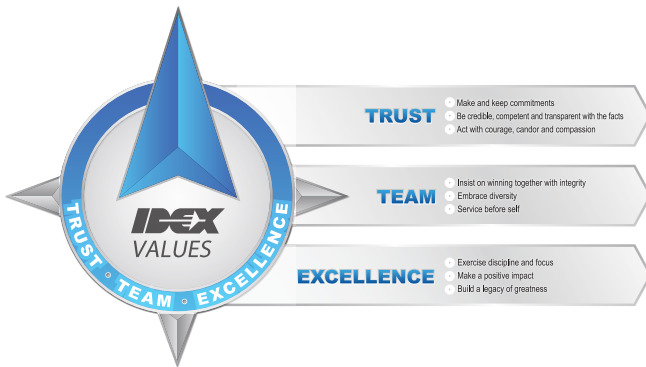 IDEX
VALUES
TRUST • TEAM • EXCELLENCE
TRUST
Make and keep commitments
Be credible, competent and transparent with the facts
Act with courage, candor and compassion
TEAM
Insist on winning together with integrity
Embrace diversity
Service before self
EXCELLENCE
Exercise discipline and focus
Make a positive impact
Build a legacy of greatness